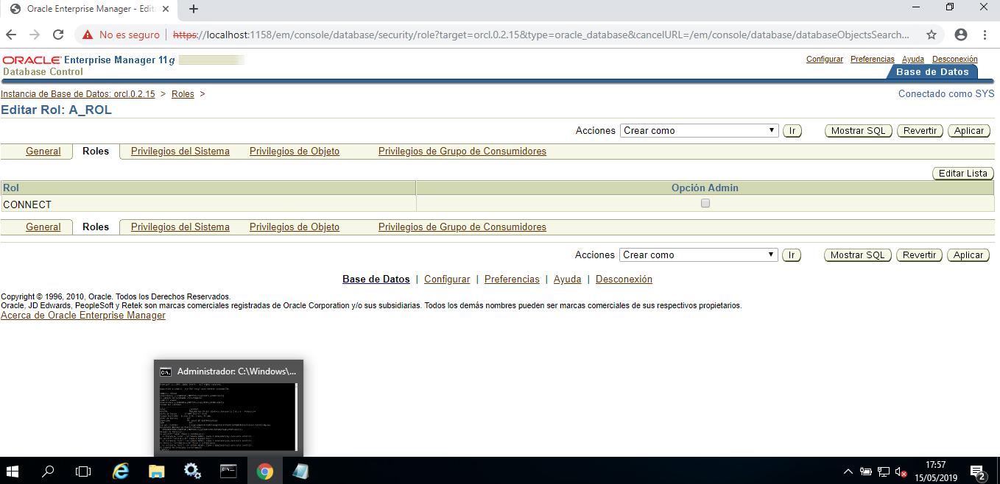 Oracle Enterprise Manager - Edit
No es seguro | https://localhost:1158/em/console/database/security/role?target=orcl.0.2.15&type=oracle_database&cancelURL=/em/console/database/databaseObjectsSearch...
ORACLE Enterprise Manager 11g
Database Control
Configurar Preferencias Ayuda Desconexión
Base de Datos
Instancia de Base de Datos: orcl.0.2.15 > Roles >
Conectado como SYS
Editar Rol: A_ROL
Acciones Crear como Ir Mostrar SQL Revertir Aplicar
General Roles Privilegios del Sistema Privilegios de Objeto Privilegios de Grupo de Consumidores
Editar Lista
Rol Opción Admin
CONNECT
General Roles Privilegios del Sistema Privilegios de Objeto Privilegios de Grupo de Consumidores
Acciones Crear como Ir Mostrar SQL Revertir Aplicar
Base de Datos | Configurar | Preferencias | Ayuda | Desconexión
Copyright © 1996, 2010, Oracle. Todos los Derechos Reservados.
Oracle, JD Edwards, PeopleSoft y Retek son marcas comerciales registradas de Oracle Corporation y/o sus subsidiarias. Todos los demás nombres pueden ser marcas comerciales de sus respectivos propietarios.
Acerca de Oracle Enterprise Manager
Administrador: C:\Windows\...
17:57
15/05/2019
2